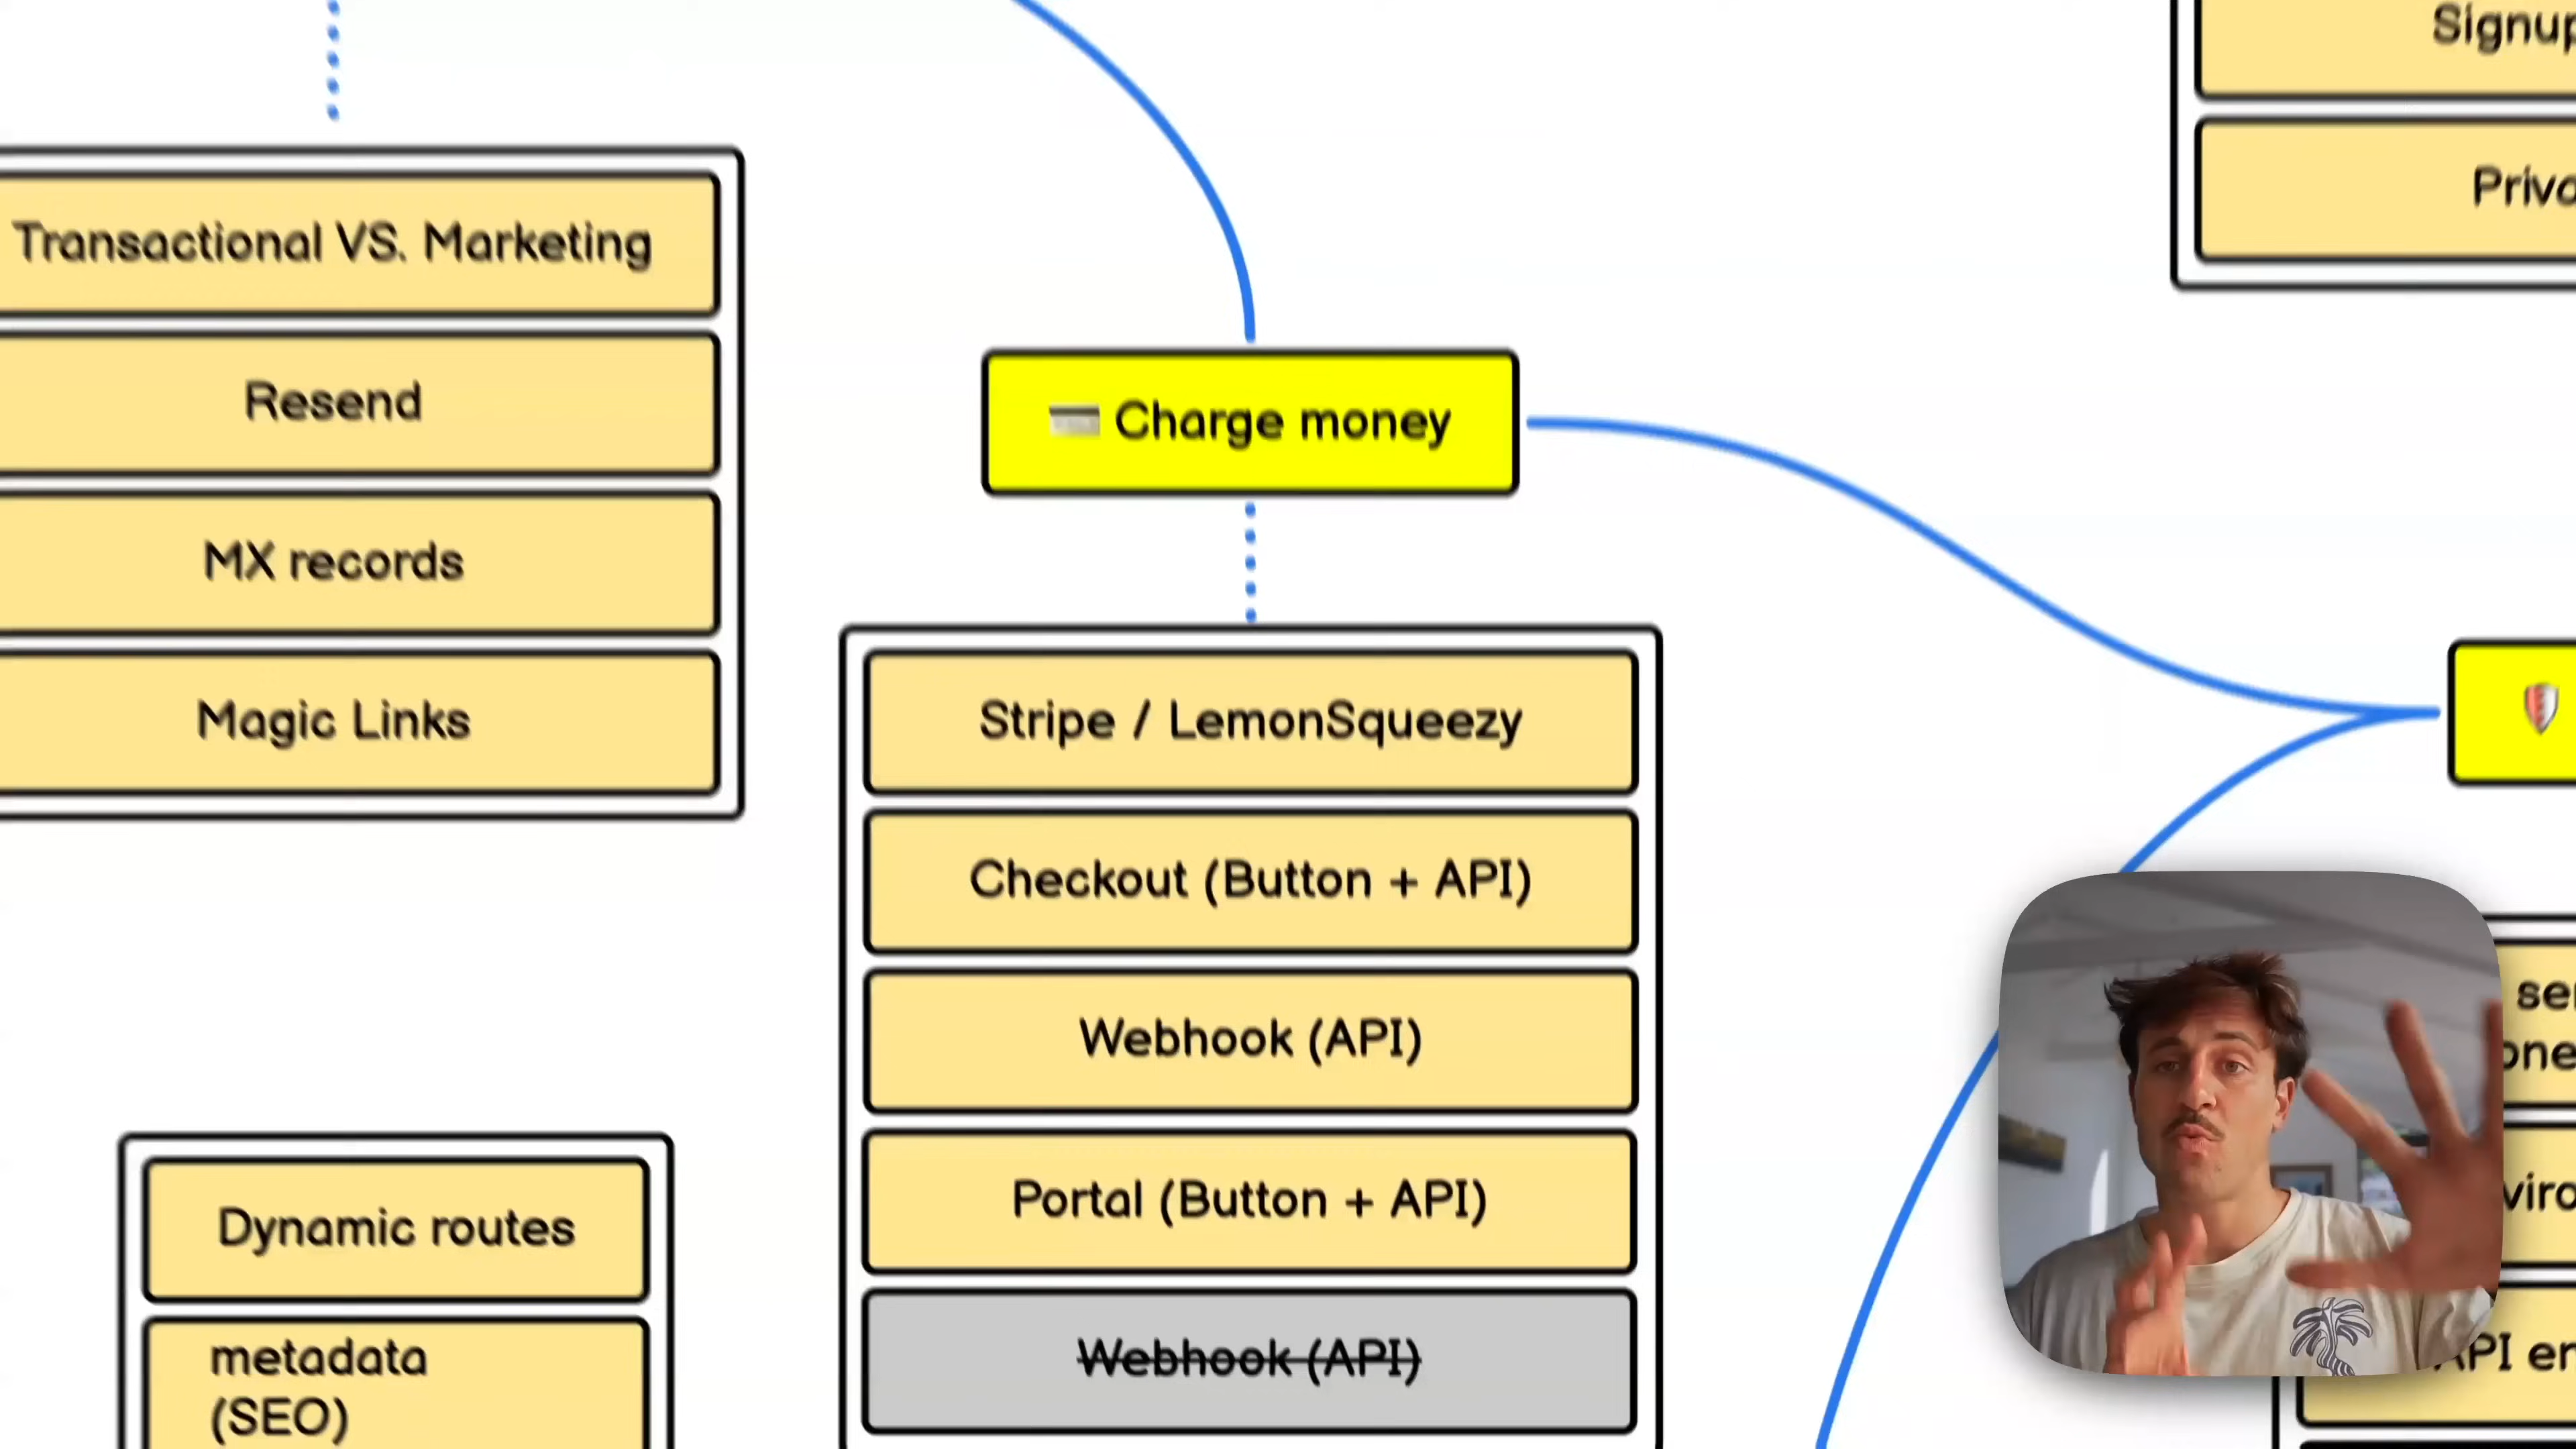 Transactional VS. Marketing
Resend
MX records
Magic Links
Dynamic routes
metadata
(SEO)
Charge money
Stripe / LemonSqueezy
Checkout (Button + API)
Webhook (API)
Portal (Button + API)
Webhook (API)
Signup
API